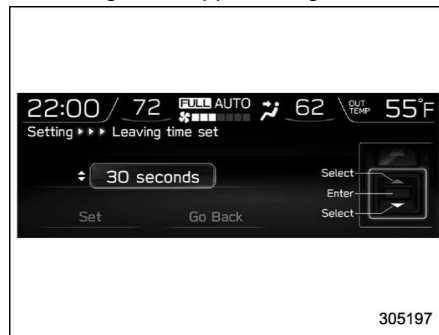 22:00 / 72 FULL AUTO 62 OUT TEMP 55°F
Setting ▸▸▸ Leaving time set
30 seconds
Select
Enter
Select
Set Go Back
305197